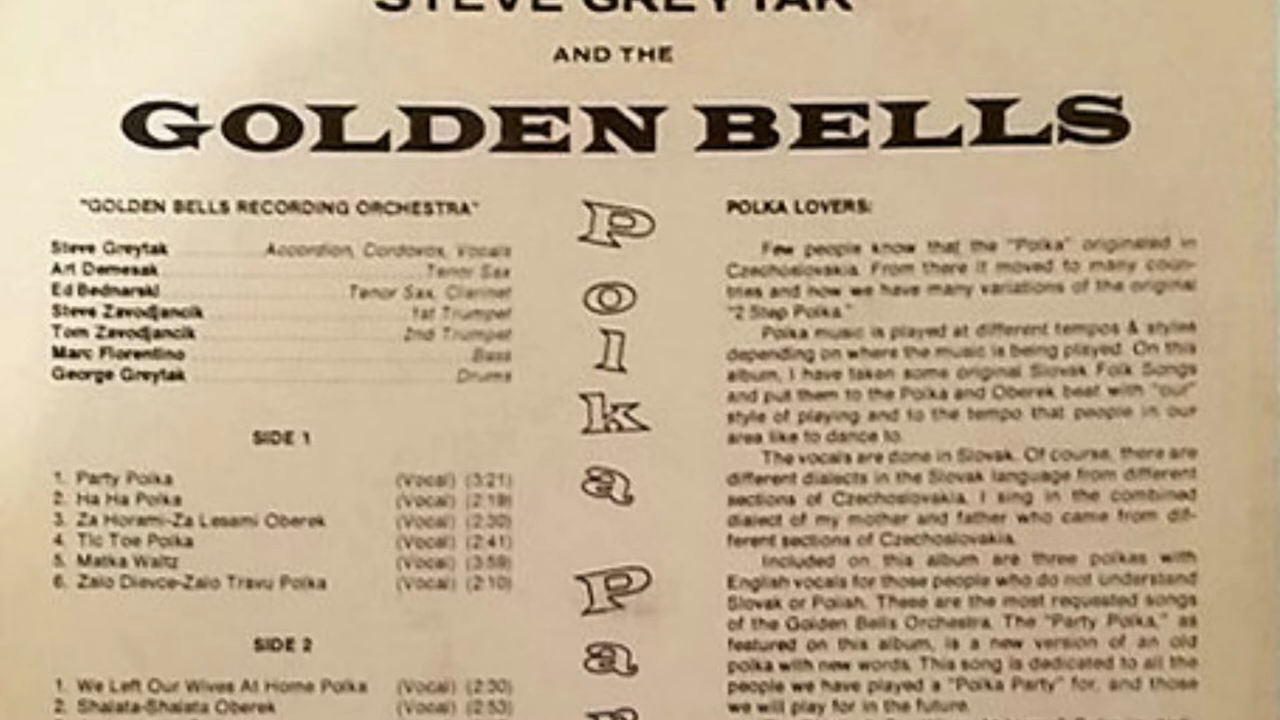 STEVE GREYTAK
AND THE
GOLDEN BELLS
"GOLDEN BELLS RECORDING ORCHESTRA"
Steve Greytak Accordion, Cordovox, Vocals
Art Demesak Tenor Sax
Ed Bednarski Tenor Sax, Clarinet
Steve Zavodjancik 1st Trumpet
Tom Zavodjancik 2nd Trumpet
Marc Florentino Bass
George Greytak Drums
SIDE 1
1. Party Polka (Vocal) (3:21)
2. Ha Ha Polka (Vocal) (2:19)
3. Za Horami-Za Lesami Oberek (Vocal) (2:30)
4. Tic Toe Polka (Vocal) (2:41)
5. Matka Waltz (Vocal) (3:59)
6. Zalo Dievce-Zalo Travu Polka (Vocal) (2:10)
SIDE 2
1. We Left Our Wives At Home Polka (Vocal) (2:30)
2. Shalata-Shalata Oberek (Vocal) (2:53)
P
o
l
k
a
P
a
r
POLKA LOVERS:
Few people know that the "Polka" originated in
Czechoslovakia. From there it moved to many coun-
tries and now we have many variations of the original
"2 Step Polka."
Polka music is played at different tempos & styles
depending on where the music is being played. On this
album, I have taken some original Slovak Folk Songs
and put them to the Polka and Oberek beat with "our"
style of playing and to the tempo that people in our
area like to dance to.
The vocals are done in Slovak. Of course, there are
different dialects in the Slovak language from different
sections of Czechoslovakia. I sing in the combined
dialect of my mother and father who came from dif-
ferent sections of Czechoslovakia.
Included on this album are three polkas with
English vocals for those people who do not understand
Slovak or Polish. These are the most requested songs
of the Golden Bells Orchestra. The "Party Polka," as
featured on this album, is a new version of an old
polka with new words. This song is dedicated to all the
people we have played a "Polka Party" for, and those
we will play for in the future.